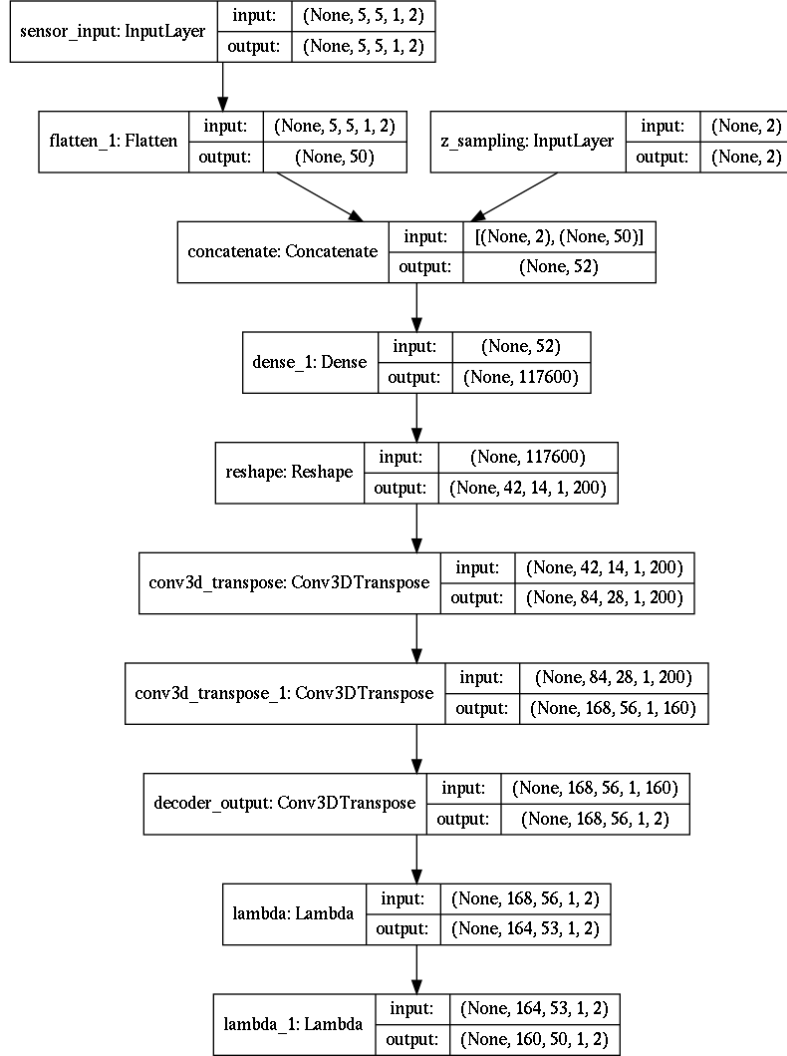 sensor_input: InputLayer
input: (None, 5, 5, 1, 2)
output: (None, 5, 5, 1, 2)
flatten_1: Flatten
input: (None, 5, 5, 1, 2)
output: (None, 50)
z_sampling: InputLayer
input: (None, 2)
output: (None, 2)
concatenate: Concatenate
input: [(None, 2), (None, 50)]
output: (None, 52)
dense_1: Dense
input: (None, 52)
output: (None, 117600)
reshape: Reshape
input: (None, 117600)
output: (None, 42, 14, 1, 200)
conv3d_transpose: Conv3DTranspose
input: (None, 42, 14, 1, 200)
output: (None, 84, 28, 1, 200)
conv3d_transpose_1: Conv3DTranspose
input: (None, 84, 28, 1, 200)
output: (None, 168, 56, 1, 160)
decoder_output: Conv3DTranspose
input: (None, 168, 56, 1, 160)
output: (None, 168, 56, 1, 2)
lambda: Lambda
input: (None, 168, 56, 1, 2)
output: (None, 164, 53, 1, 2)
lambda_1: Lambda
input: (None, 164, 53, 1, 2)
output: (None, 160, 50, 1, 2)